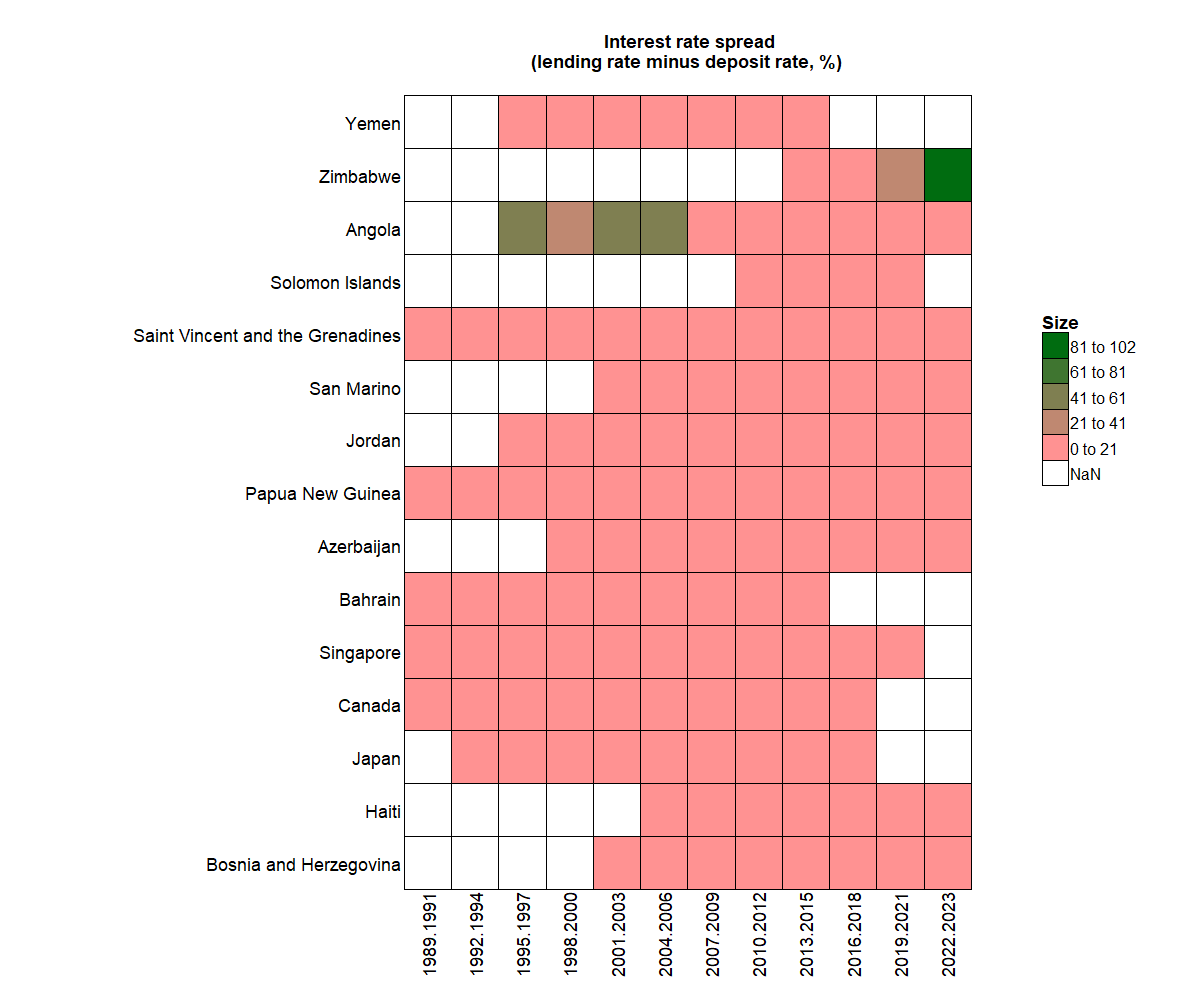 Interest rate spread
(lending rate minus deposit rate, %)
Yemen
Zimbabwe
Angola
Solomon Islands
Saint Vincent and the Grenadines
San Marino
Jordan
Papua New Guinea
Azerbaijan
Bahrain
Singapore
Canada
Japan
Haiti
Bosnia and Herzegovina
1989.1991
1992.1994
1995.1997
1998.2000
2001.2003
2004.2006
2007.2009
2010.2012
2013.2015
2016.2018
2019.2021
2022.2023
Size
81 to 102
61 to 81
41 to 61
21 to 41
0 to 21
NaN